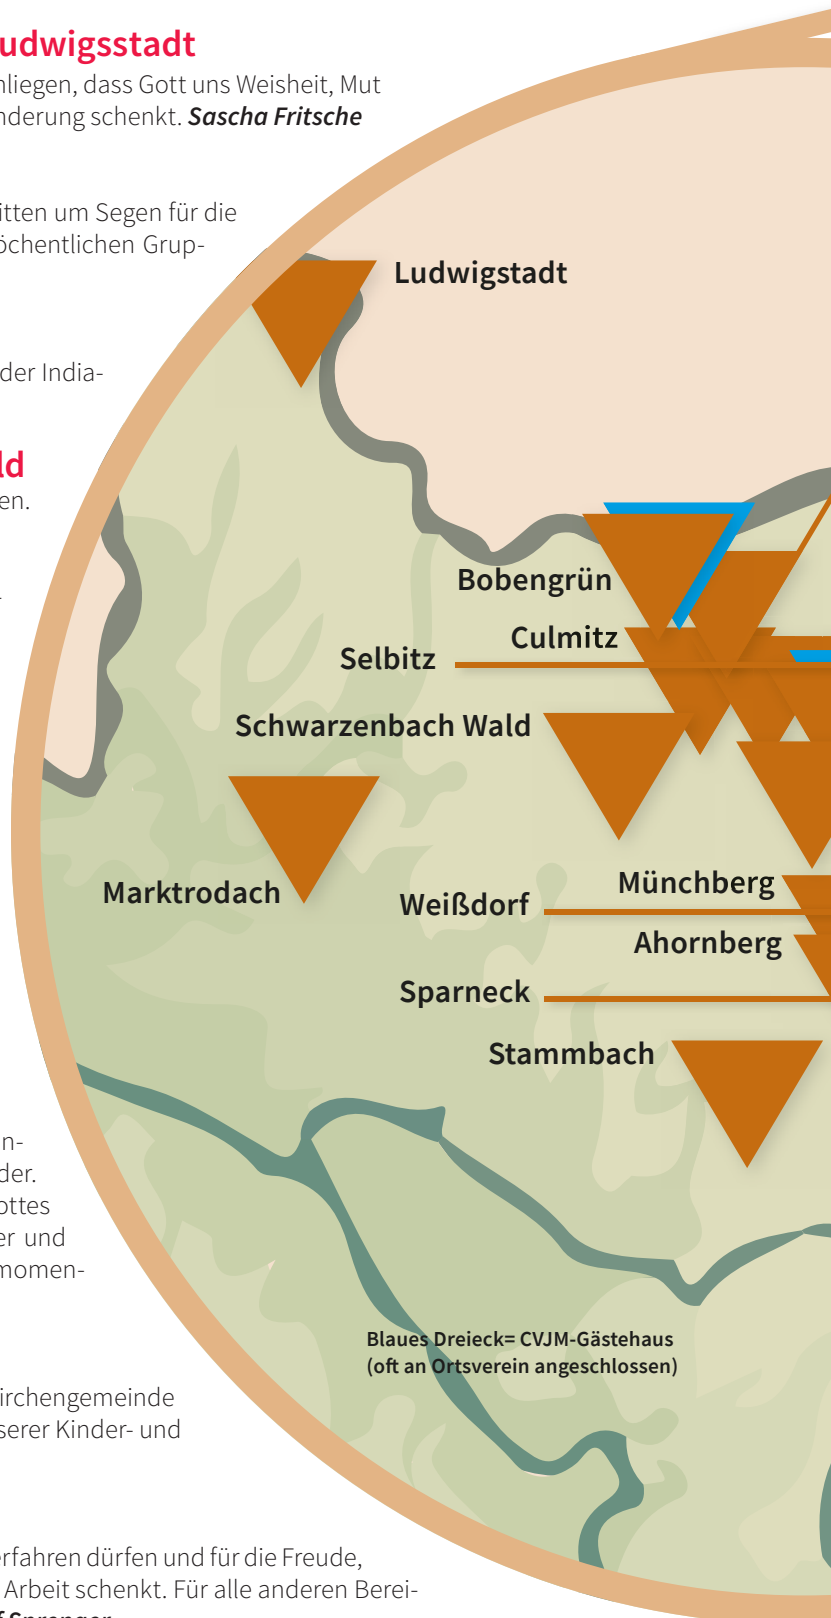 udwigsstadt
nliegen, dass Gott uns Weisheit, Mut
nderung schenkt. Sascha Fritsche
itten um Segen für die
öchentlichen Grup-
der India-
ld
en.
Ludwigstadt
Bobengrün
Culmitz
Selbitz
Schwarzenbach Wald
Marktrodach
Münchberg
Weißdorf
Ahornberg
Sparneck
Stammbach
n-
der.
ottes
er und
momen-
Blaues Dreieck= CVJM-Gästehaus
(oft an Ortsverein angeschlossen)
irchengemeinde
serer Kinder- und
erfahren dürfen und für die Freude,
Arbeit schenkt. Für alle anderen Berei-
f Sprenger